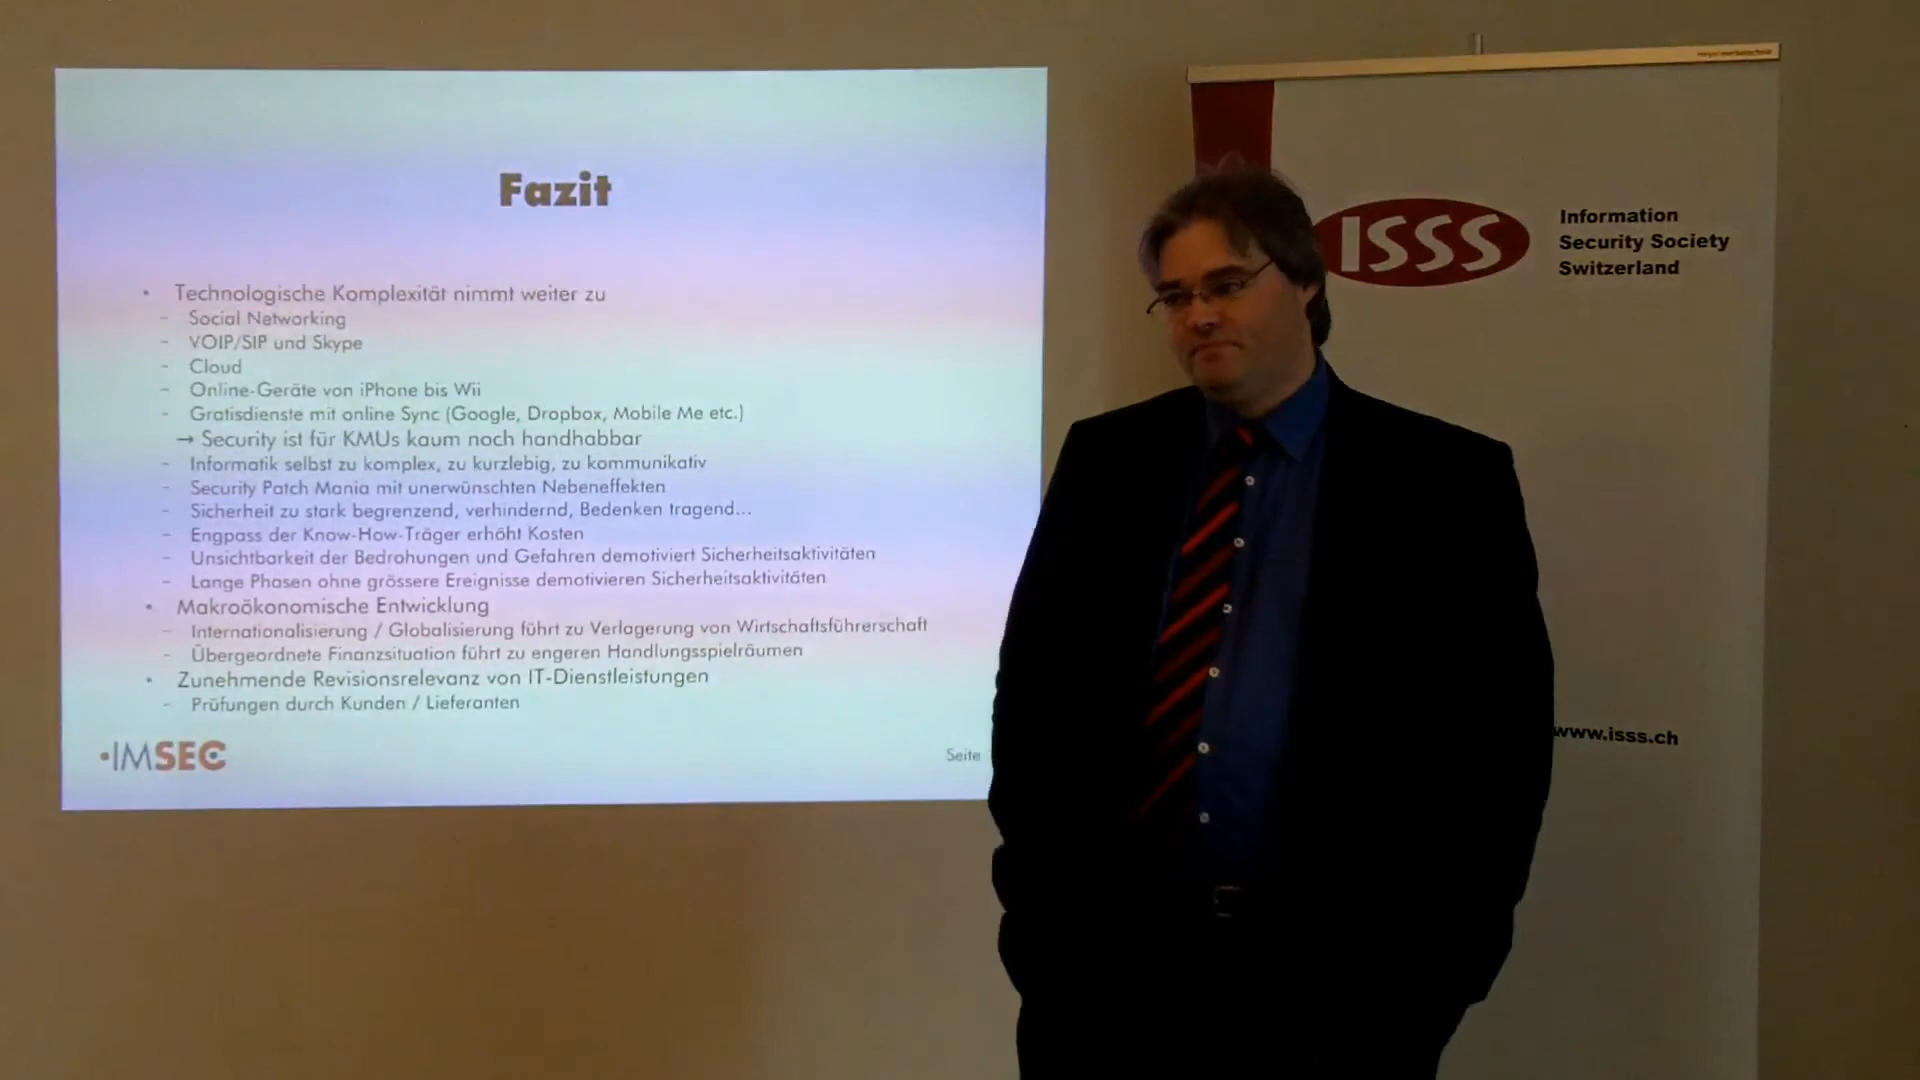 Fazit
• Technologische Komplexität nimmt weiter zu
– Social Networking
– VOIP/SIP und Skype
– Cloud
– Online-Geräte von iPhone bis Wii
– Gratisdienste mit online Sync (Google, Dropbox, Mobile Me etc.)
→ Security ist für KMUs kaum noch handhabbar
– Informatik selbst zu komplex, zu kurzlebig, zu kommunikativ
– Security Patch Mania mit unerwünschten Nebeneffekten
– Sicherheit zu stark begrenzend, verhindernd, Bedenken tragend...
– Engpass der Know-How-Träger erhöht Kosten
– Unsichtbarkeit der Bedrohungen und Gefahren demotiviert Sicherheitsaktivitäten
– Lange Phasen ohne grössere Ereignisse demotivieren Sicherheitsaktivitäten
• Makroökonomische Entwicklung
– Internationalisierung / Globalisierung führt zu Verlagerung von Wirtschaftsführerschaft
– Übergeordnete Finanzsituation führt zu engeren Handlungsspielräumen
• Zunehmende Revisionsrelevanz von IT-Dienstleistungen
– Prüfungen durch Kunden / Lieferanten
IMSEC
Seite
ISSS
Information
Security Society
Switzerland
www.isss.ch